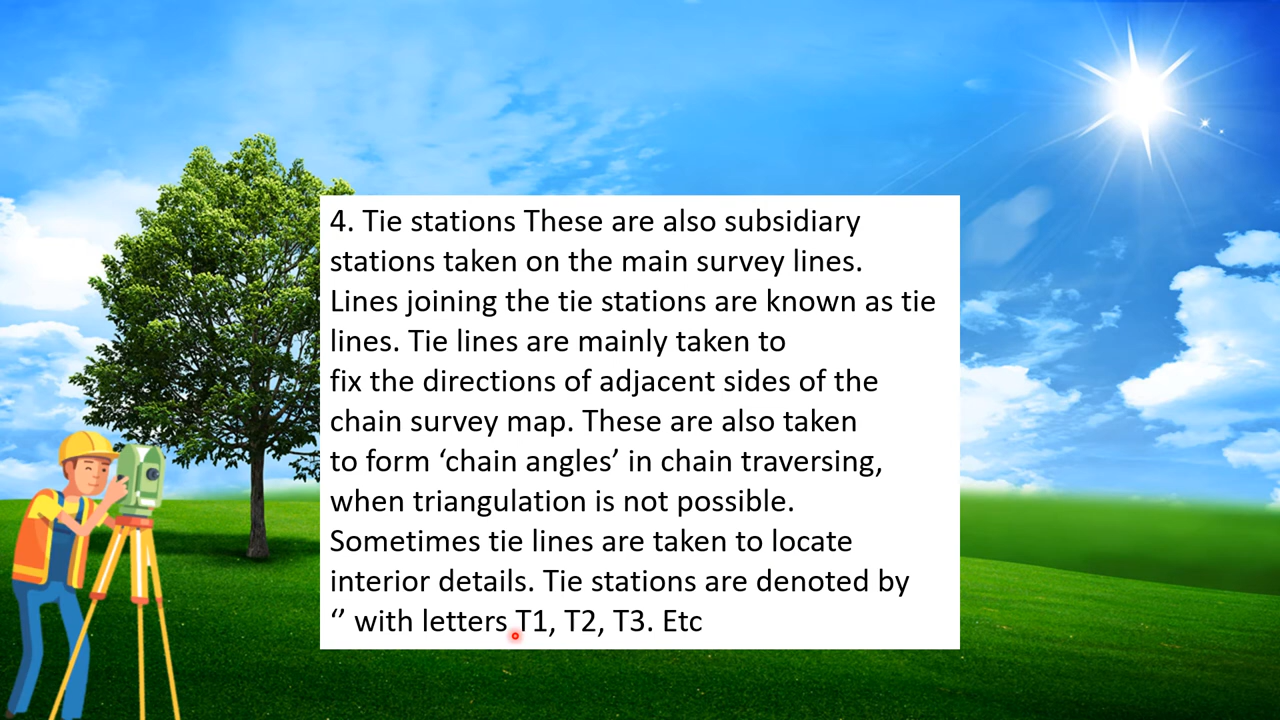 4. Tie stations These are also subsidiary
stations taken on the main survey lines.
Lines joining the tie stations are known as tie
lines. Tie lines are mainly taken to
fix the directions of adjacent sides of the
chain survey map. These are also taken
to form ‘chain angles’ in chain traversing,
when triangulation is not possible.
Sometimes tie lines are taken to locate
interior details. Tie stations are denoted by
‘’ with letters T1, T2, T3. Etc